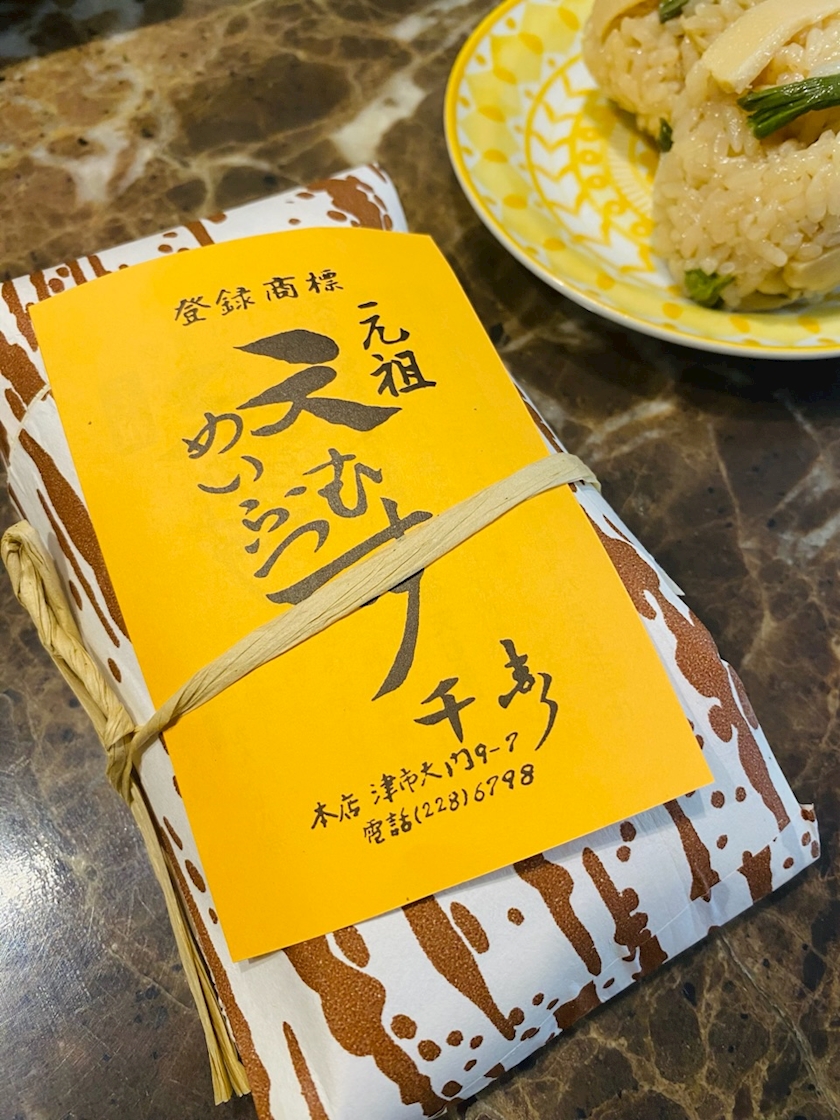 登録商標
元祖
天むす
めいふつ
千寿
本店 津市大門9-7
電話(228)6798